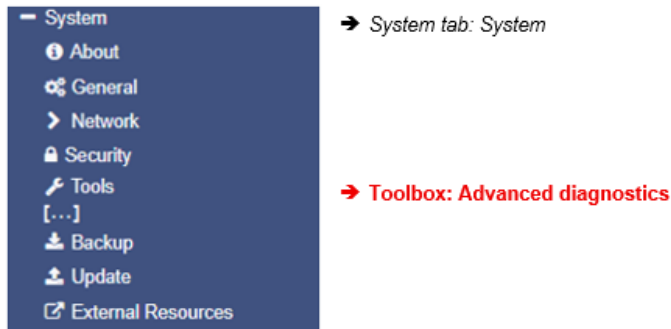 System
➔ System tab: System
About
General
Network
Security
Tools
➔ Toolbox: Advanced diagnostics
[...]
Backup
Update
External Resources